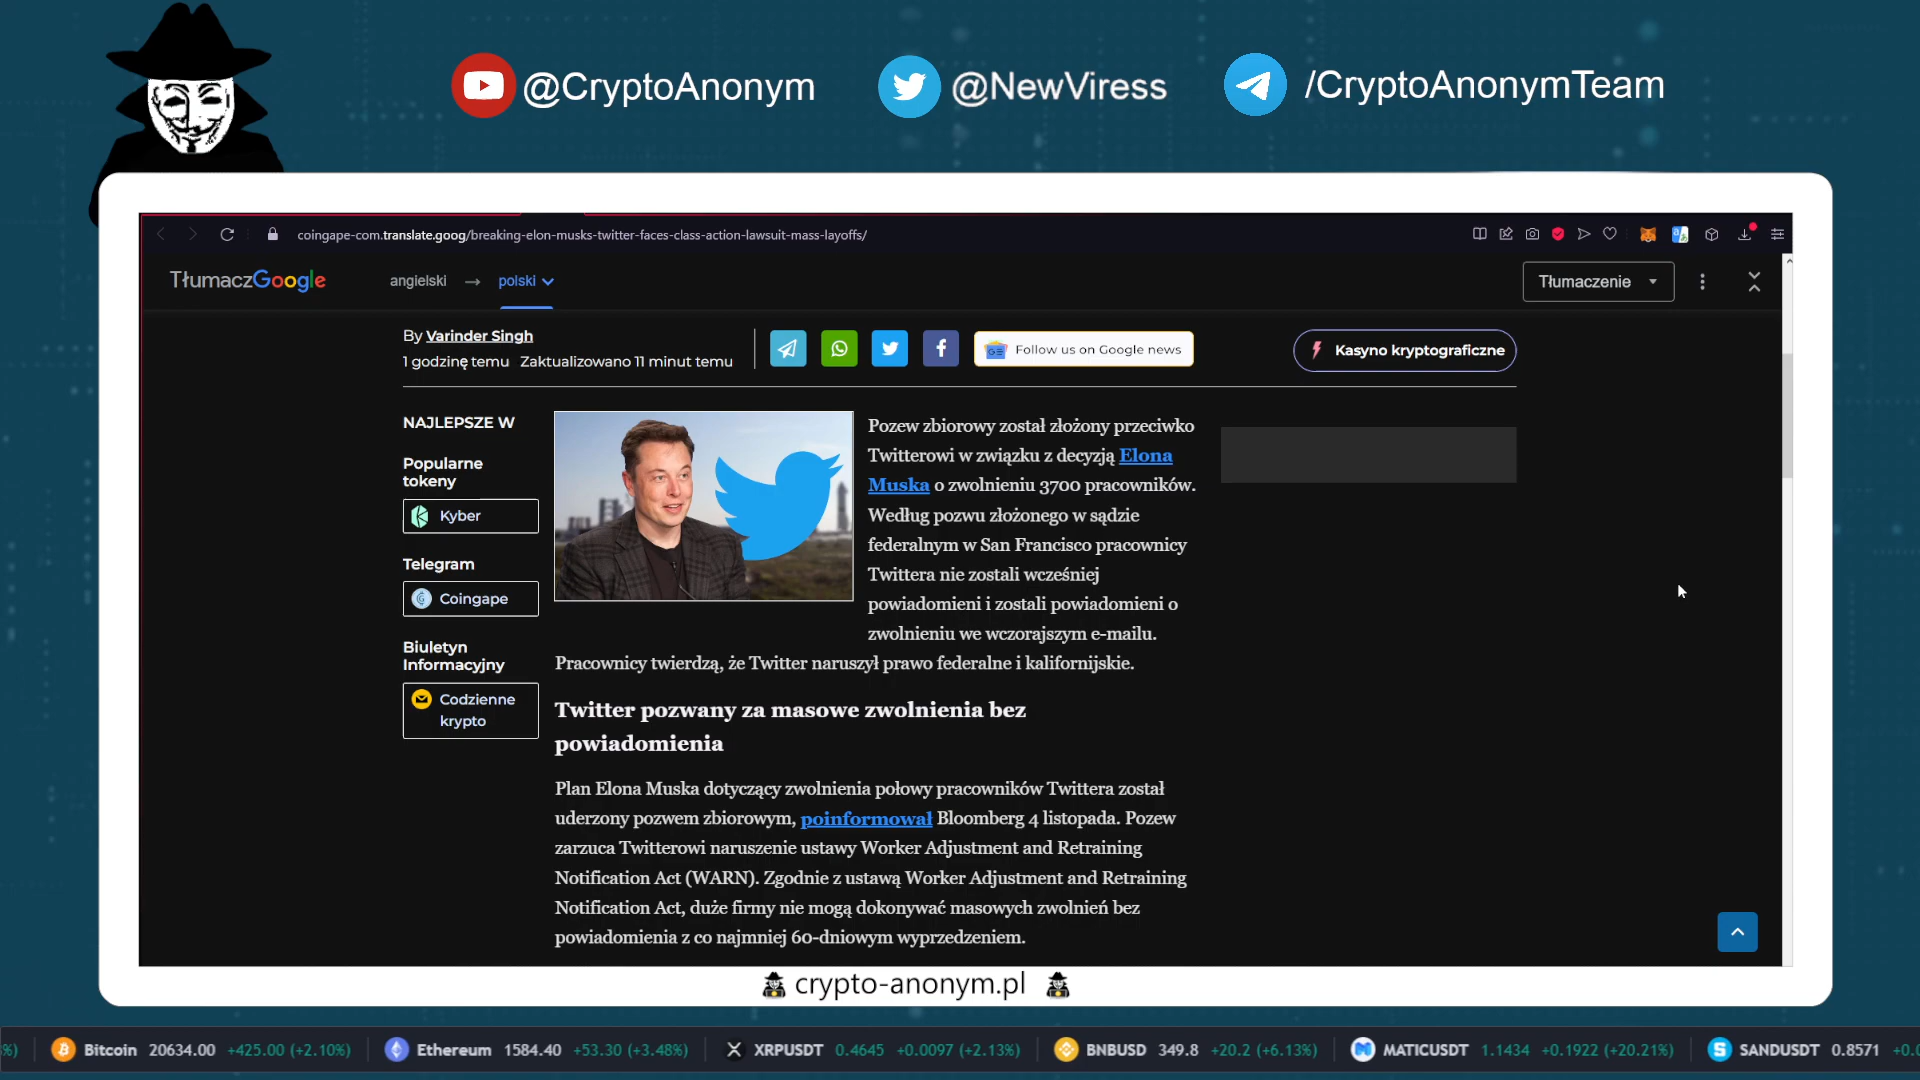 @CryptoAnonym @NewViress /CryptoAnonymTeam
coingape-com.translate.goog/breaking-elon-musks-twitter-faces-class-action-lawsuit-mass-layoffs/
TłumaczGoogle angielski → polski Tłumaczenie
By Varinder Singh
1 godzinę temu Zaktualizowano 11 minut temu
Follow us on Google news
Kasyno kryptograficzne
NAJLEPSZE W
Popularne
tokeny
Kyber
Telegram
Coingape
Biuletyn
Informacyjny
Codzienne
krypto
Pozew zbiorowy został złożony przeciwko
Twitterowi w związku z decyzją Elona
Muska o zwolnieniu 3700 pracowników.
Według pozwu złożonego w sądzie
federalnym w San Francisco pracownicy
Twittera nie zostali wcześniej
powiadomieni i zostali powiadomieni o
zwolnieniu we wczorajszym e-mailu.
Pracownicy twierdzą, że Twitter naruszył prawo federalne i kalifornijskie.
Twitter pozwany za masowe zwolnienia bez
powiadomienia
Plan Elona Muska dotyczący zwolnienia połowy pracowników Twittera został
uderzony pozwem zbiorowym, poinformował Bloomberg 4 listopada. Pozew
zarzuca Twitterowi naruszenie ustawy Worker Adjustment and Retraining
Notification Act (WARN). Zgodnie z ustawą Worker Adjustment and Retraining
Notification Act, duże firmy nie mogą dokonywać masowych zwolnień bez
powiadomienia z co najmniej 60-dniowym wyprzedzeniem.
crypto-anonym.pl
%) Bitcoin 20634.00 +425.00 (+2.10%) Ethereum 1584.40 +53.30 (+3.48%) XRPUSDT 0.4645 +0.0097 (+2.13%) BNBUSD 349.8 +20.2 (+6.13%) MATICUSDT 1.1434 +0.1922 (+20.21%) SANDUSDT 0.8571